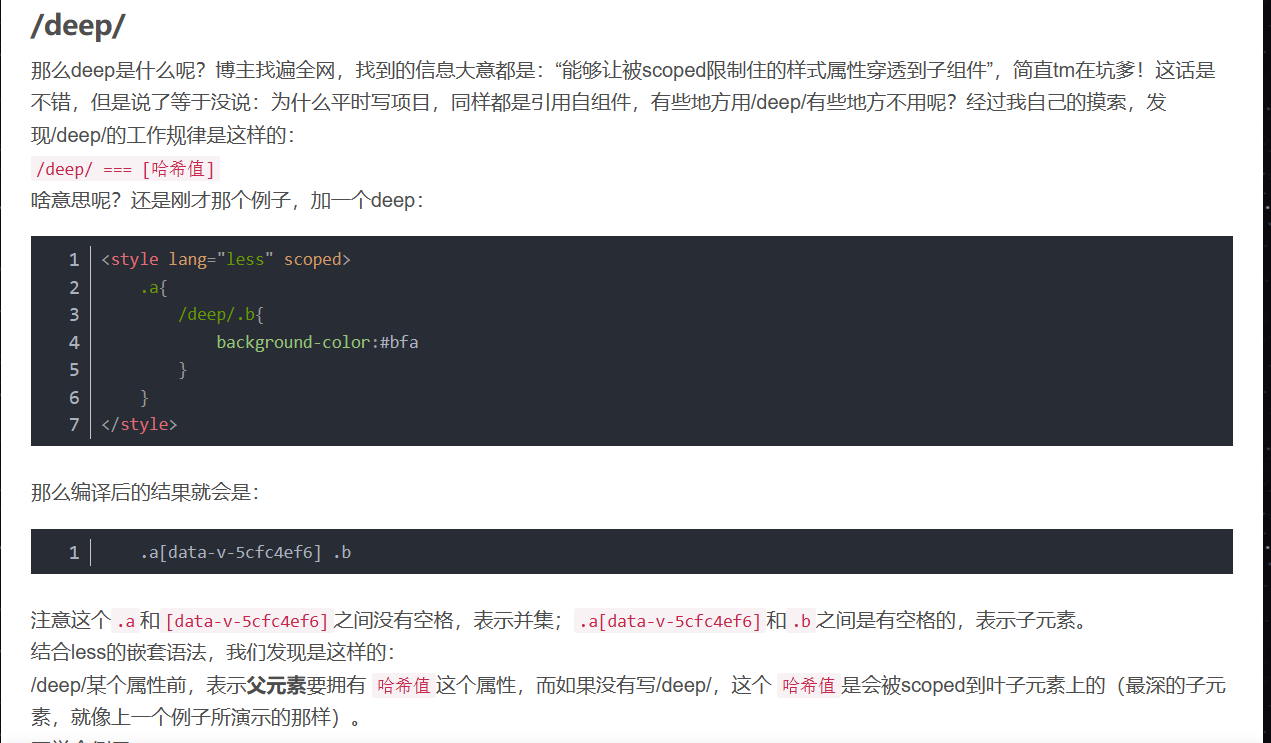 /deep/
那么deep是什么呢？博主找遍全网，找到的信息大意都是：“能够让被scoped限制住的样式属性穿透到子组件”，简直tm在坑爹！这话是
不错，但是说了等于没说：为什么平时写项目，同样都是引用自组件，有些地方用/deep/有些地方不用呢？经过我自己的摸索，发
现/deep/的工作规律是这样的：
/deep/ === [哈希值]
啥意思呢？还是刚才那个例子，加一个deep：
1 <style lang="less" scoped>
2 .a{
3 /deep/.b{
4 background-color:#bfa
5 }
6 }
7 </style>
那么编译后的结果就会是：
1 .a[data-v-5cfc4ef6] .b
注意这个 .a 和 [data-v-5cfc4ef6] 之间没有空格，表示并集； .a[data-v-5cfc4ef6] 和 .b 之间是有空格的，表示子元素。
结合less的嵌套语法，我们发现是这样的：
/deep/某个属性前，表示父元素要拥有 哈希值 这个属性，而如果没有写/deep/，这个 哈希值 是会被scoped到叶子元素上的（最深的子元
素，就像上一个例子所演示的那样）。